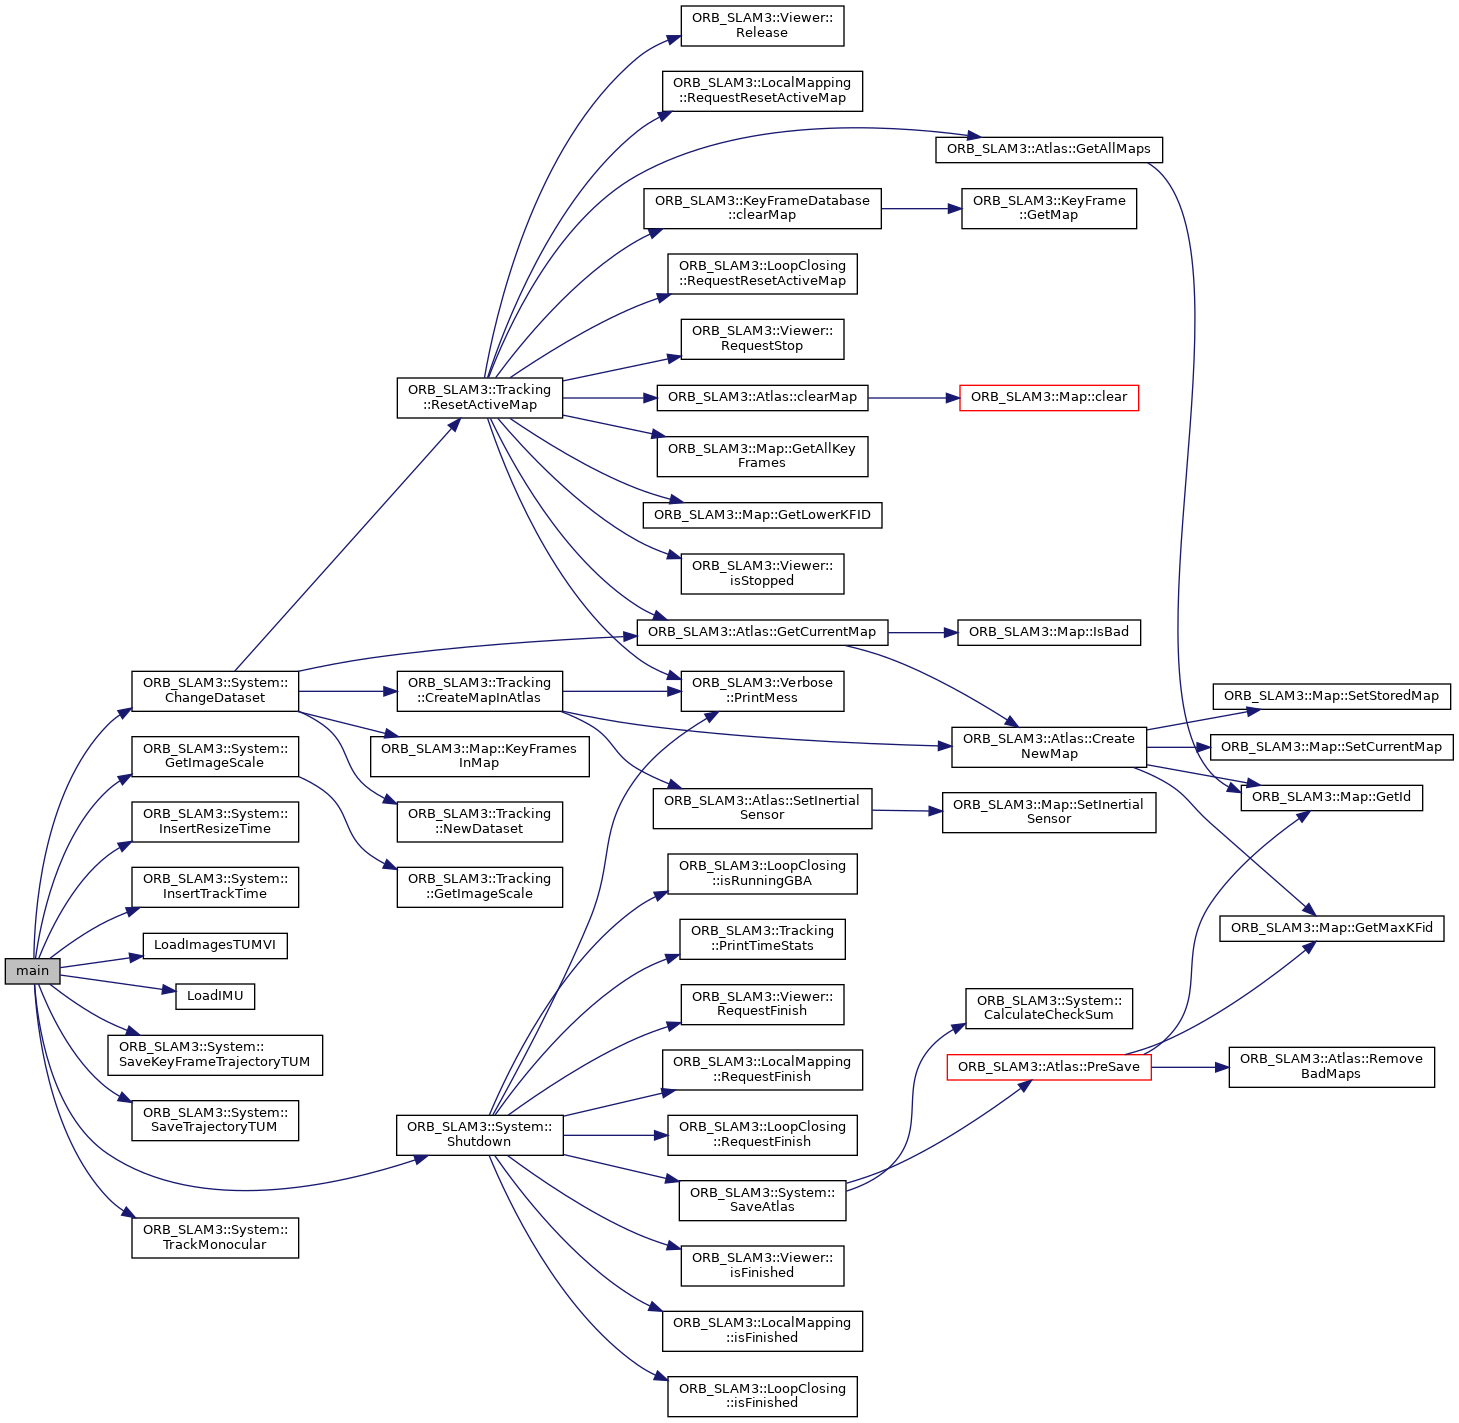 ORB_SLAM3::Viewer::
Release
ORB_SLAM3::LocalMapping
::RequestResetActiveMap
ORB_SLAM3::Atlas::GetAllMaps
ORB_SLAM3::KeyFrameDatabase
::clearMap
ORB_SLAM3::KeyFrame
::GetMap
ORB_SLAM3::LoopClosing
::RequestResetActiveMap
ORB_SLAM3::Viewer::
RequestStop
ORB_SLAM3::Tracking
::ResetActiveMap
ORB_SLAM3::Atlas::clearMap
ORB_SLAM3::Map::clear
ORB_SLAM3::Map::GetAllKey
Frames
ORB_SLAM3::Map::GetLowerKFID
ORB_SLAM3::Viewer::
isStopped
ORB_SLAM3::Atlas::GetCurrentMap
ORB_SLAM3::Map::IsBad
ORB_SLAM3::System::
ChangeDataset
ORB_SLAM3::Tracking
::CreateMapInAtlas
ORB_SLAM3::Verbose
::PrintMess
ORB_SLAM3::Map::SetStoredMap
ORB_SLAM3::System::
GetImageScale
ORB_SLAM3::Map::KeyFrames
InMap
ORB_SLAM3::Atlas::Create
NewMap
ORB_SLAM3::Map::SetCurrentMap
ORB_SLAM3::Map::GetId
ORB_SLAM3::System::
InsertResizeTime
ORB_SLAM3::Tracking
::NewDataset
ORB_SLAM3::Atlas::SetInertial
Sensor
ORB_SLAM3::Map::SetInertial
Sensor
ORB_SLAM3::System::
InsertTrackTime
ORB_SLAM3::Tracking
::GetImageScale
ORB_SLAM3::LoopClosing
::isRunningGBA
ORB_SLAM3::Map::GetMaxKFid
LoadImagesTUMVI
ORB_SLAM3::Tracking
::PrintTimeStats
main
LoadIMU
ORB_SLAM3::Viewer::
RequestFinish
ORB_SLAM3::System::
CalculateCheckSum
ORB_SLAM3::System::
SaveKeyFrameTrajectoryTUM
ORB_SLAM3::LocalMapping
::RequestFinish
ORB_SLAM3::Atlas::PreSave
ORB_SLAM3::Atlas::Remove
BadMaps
ORB_SLAM3::System::
SaveTrajectoryTUM
ORB_SLAM3::System::
Shutdown
ORB_SLAM3::LoopClosing
::RequestFinish
ORB_SLAM3::System::
SaveAtlas
ORB_SLAM3::System::
TrackMonocular
ORB_SLAM3::Viewer::
isFinished
ORB_SLAM3::LocalMapping
::isFinished
ORB_SLAM3::LoopClosing
::isFinished